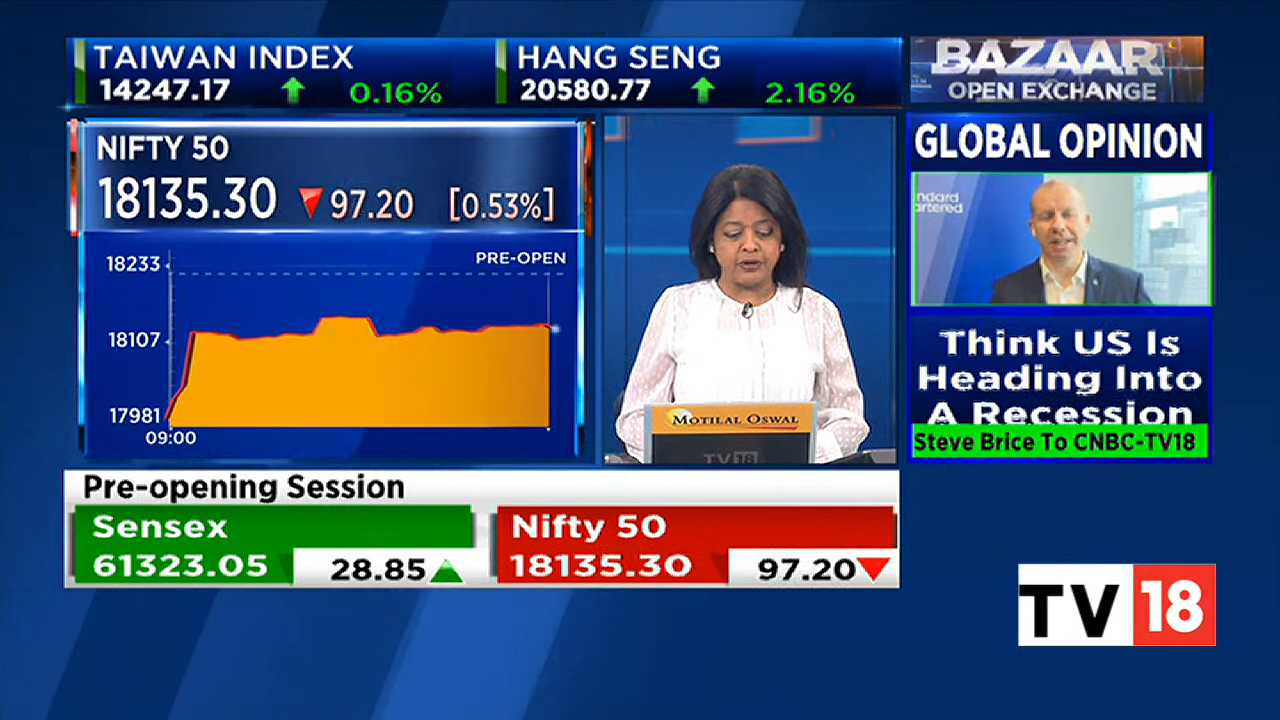 TAIWAN INDEX
14247.17 0.16%
HANG SENG
20580.77 2.16%
BAZAAR
OPEN EXCHANGE
NIFTY 50
18135.30 97.20 [0.53%]
PRE-OPEN
18233
18107
17981
09:00
MOTILAL OSWAL
TV18
GLOBAL OPINION
ndard
artered
Think US Is
Heading Into
A Recession
Steve Brice To CNBC-TV18
Pre-opening Session
Sensex
61323.05 28.85
Nifty 50
18135.30 97.20
TV18